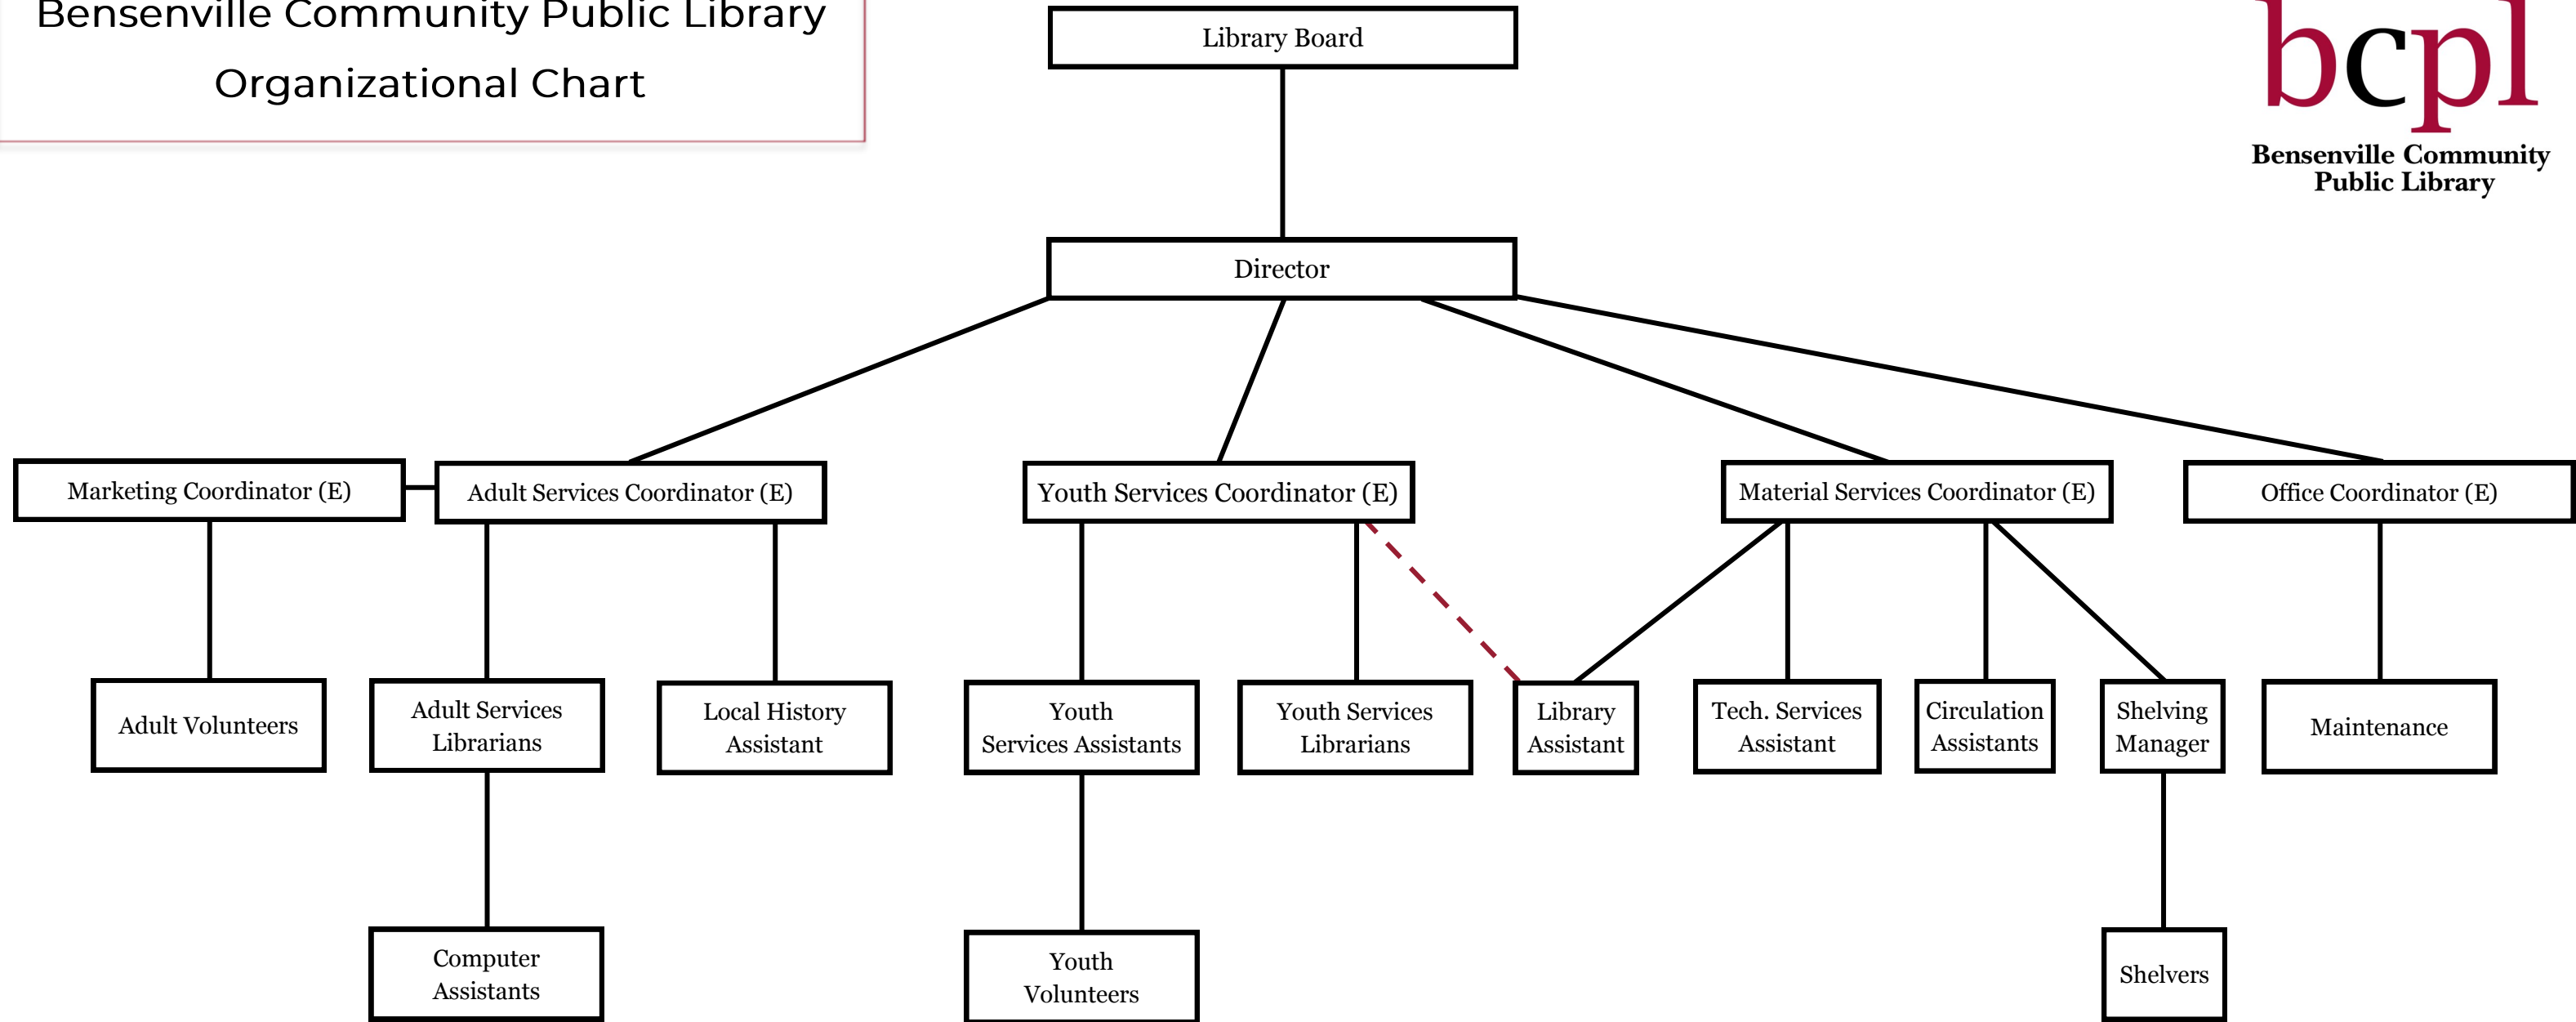 Bensenville Community Public Library
Organizational Chart
bcpl
Bensenville Community
Public Library
Library Board
Director
Marketing Coordinator (E)
Adult Services Coordinator (E)
Youth Services Coordinator (E)
Material Services Coordinator (E)
Office Coordinator (E)
Adult Volunteers
Adult Services
Librarians
Local History
Assistant
Youth
Services Assistants
Youth Services
Librarians
Library
Assistant
Tech. Services
Assistant
Circulation
Assistants
Shelving
Manager
Maintenance
Computer
Assistants
Youth
Volunteers
Shelvers